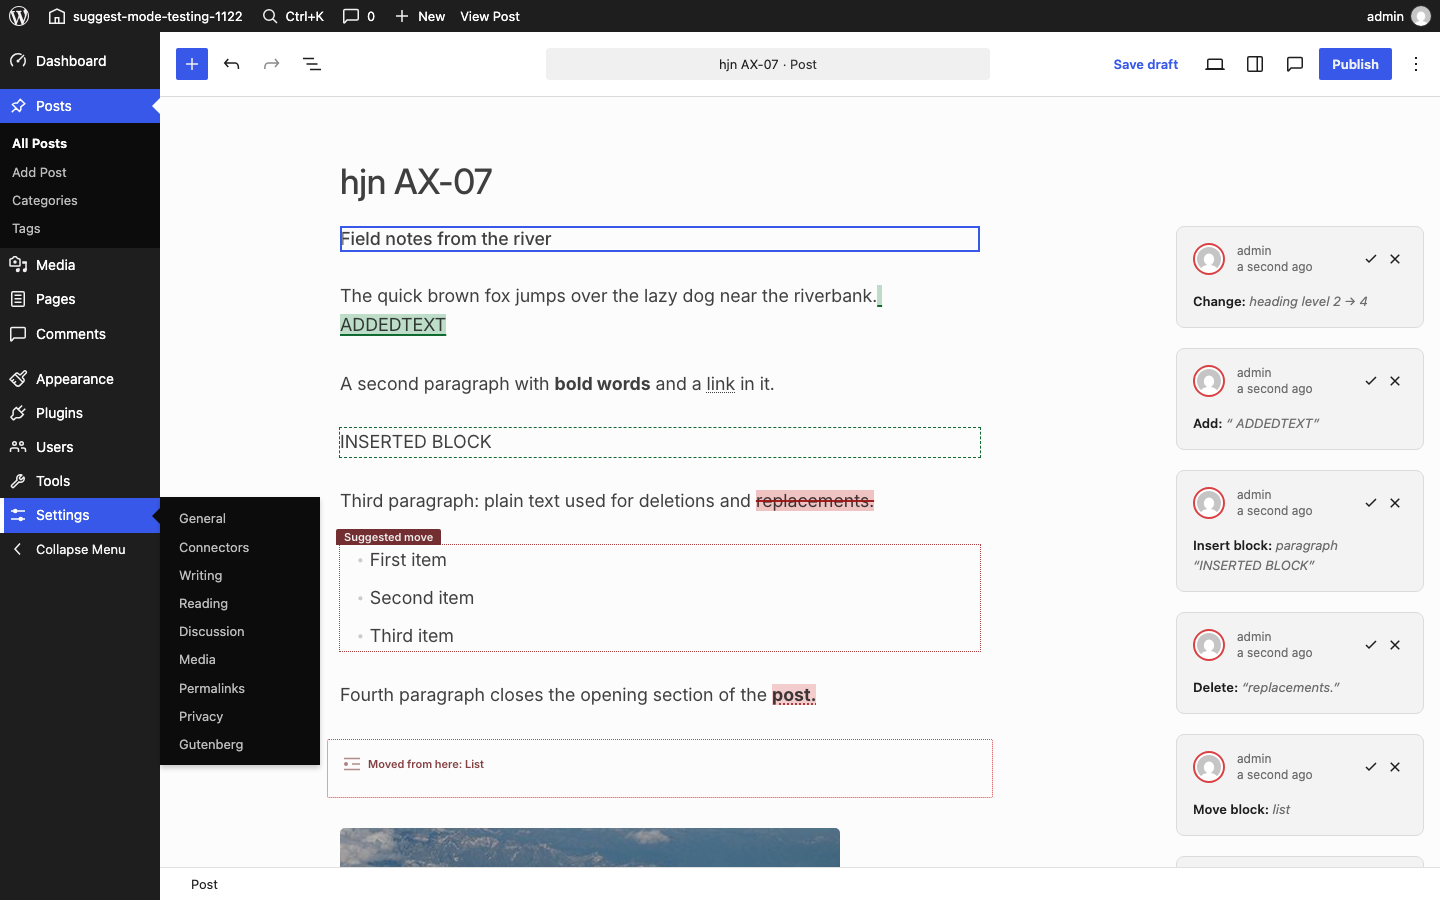 suggest-mode-testing-1122 Ctrl+K 0 New View Post admin
Dashboard
Posts
All Posts
Add Post
Categories
Tags
Media
Pages
Comments
Appearance
Plugins
Users
Tools
Settings
Collapse Menu
General
Connectors
Writing
Reading
Discussion
Media
Permalinks
Privacy
Gutenberg
hjn AX-07 · Post
Save draft
Publish
hjn AX-07
Field notes from the river
The quick brown fox jumps over the lazy dog near the riverbank.
ADDEDTEXT
A second paragraph with bold words and a link in it.
INSERTED BLOCK
Third paragraph: plain text used for deletions and replacements.
Suggested move
• First item
• Second item
• Third item
Fourth paragraph closes the opening section of the post.
Moved from here: List
admin
a second ago
Change: heading level 2 → 4
admin
a second ago
Add: “ ADDEDTEXT”
admin
a second ago
Insert block: paragraph
“INSERTED BLOCK”
admin
a second ago
Delete: “replacements.”
admin
a second ago
Move block: list
Post